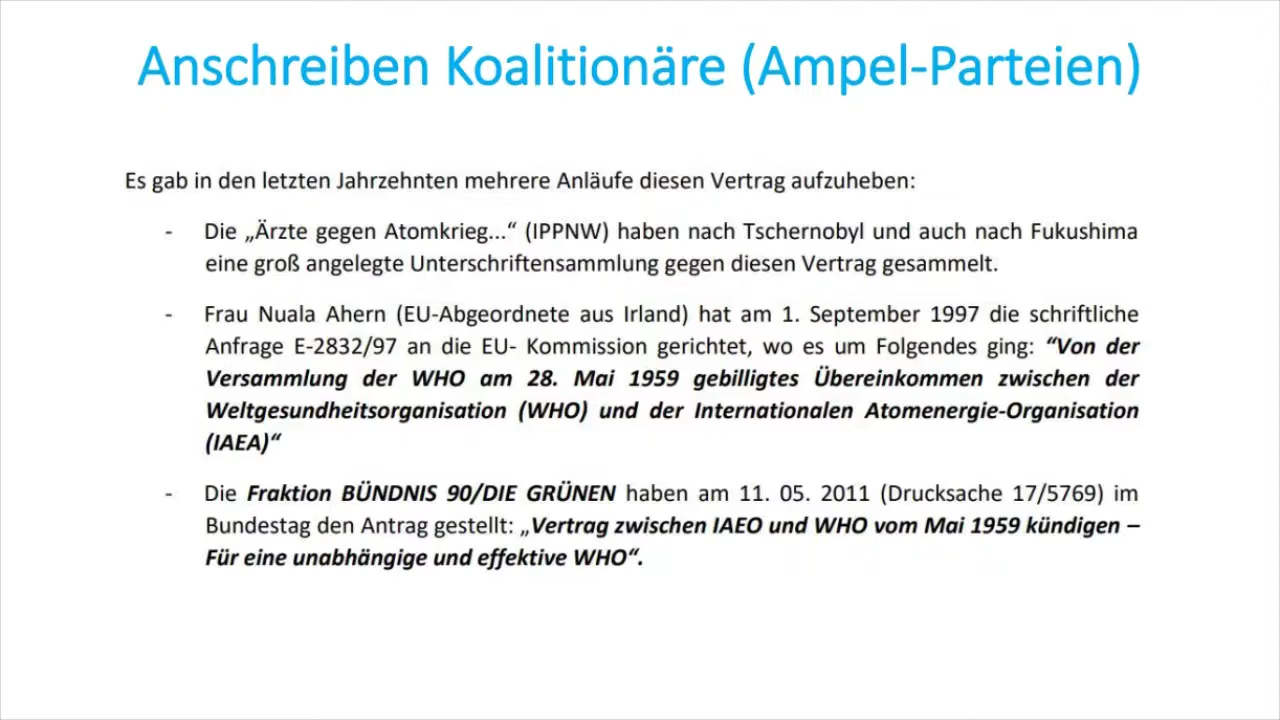 Anschreiben Koalitionäre (Ampel-Parteien)
Es gab in den letzten Jahrzehnten mehrere Anläufe diesen Vertrag aufzuheben:
- Die „Ärzte gegen Atomkrieg...“ (IPPNW) haben nach Tschernobyl und auch nach Fukushima
eine groß angelegte Unterschriftensammlung gegen diesen Vertrag gesammelt.
- Frau Nuala Ahern (EU-Abgeordnete aus Irland) hat am 1. September 1997 die schriftliche
Anfrage E-2832/97 an die EU- Kommission gerichtet, wo es um Folgendes ging: “Von der
Versammlung der WHO am 28. Mai 1959 gebilligtes Übereinkommen zwischen der
Weltgesundheitsorganisation (WHO) und der Internationalen Atomenergie-Organisation
(IAEA)“
- Die Fraktion BÜNDNIS 90/DIE GRÜNEN haben am 11. 05. 2011 (Drucksache 17/5769) im
Bundestag den Antrag gestellt: „Vertrag zwischen IAEO und WHO vom Mai 1959 kündigen –
Für eine unabhängige und effektive WHO“.